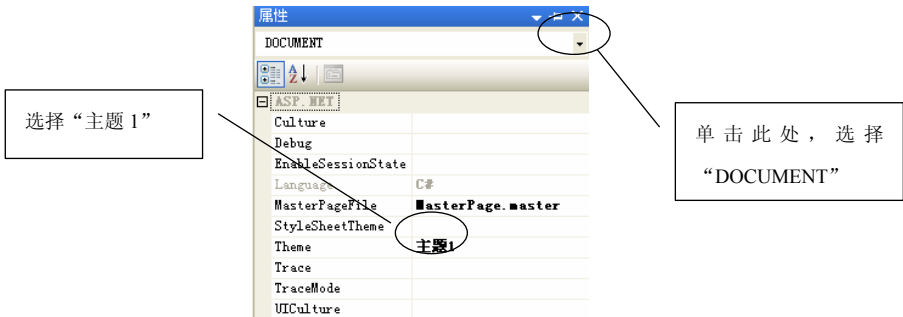 属性
DOCUMENT
ASP.NET
Culture
Debug
EnableSessionState
Language C#
MasterPageFile MasterPage.master
StyleSheetTheme
Theme 主题1
Trace
TraceMode
UICulture
选择“主题 1”
单击此处，选择
“DOCUMENT”